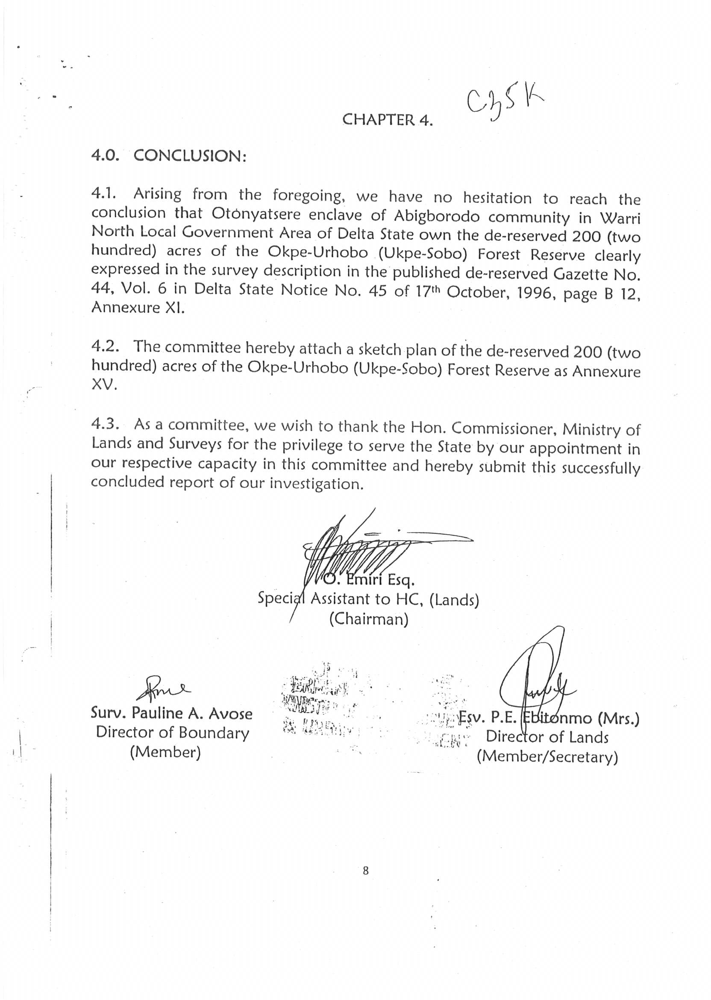 CHAPTER 4.
4.0. CONCLUSION:
4.1. Arising from the foregoing, we have no hesitation to reach the
conclusion that Otonyatsere enclave of Abigborodo community in Warri
North Local Government Area of Delta State own the de-reserved 200 (two
hundred) acres of the Okpe-Urhobo (Ukpe-Sobo) Forest Reserve clearly
expressed in the survey description in the published de-reserved Gazette No.
44, Vol. 6 in Delta State Notice No. 45 of 17th October, 1996, page B 12,
Annexure XI.
4.2. The committee hereby attach a sketch plan of the de-reserved 200 (two
hundred) acres of the Okpe-Urhobo (Ukpe-Sobo) Forest Reserve as Annexure
XV.
4.3. As a committee, we wish to thank the Hon. Commissioner, Ministry of
Lands and Surveys for the privilege to serve the State by our appointment in
our respective capacity in this committee and hereby submit this successfully
concluded report of our investigation.
O. Emiri Esq.
Special Assistant to HC, (Lands)
(Chairman)
Surv. Pauline A. Avose
Director of Boundary
(Member)
Esv. P.E. Ebitonmo (Mrs.)
Director of Lands
(Member/Secretary)
8